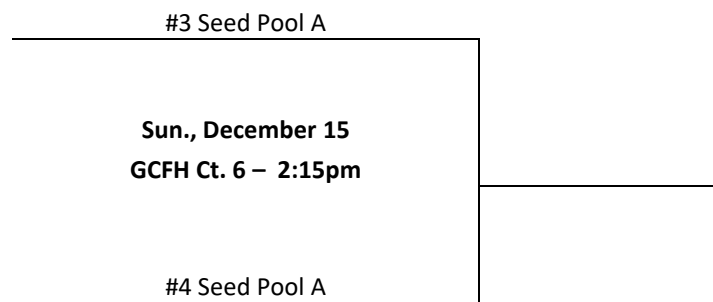 #3 Seed Pool A
Sun., December 15
GCFH Ct. 6 – 2:15pm
#4 Seed Pool A